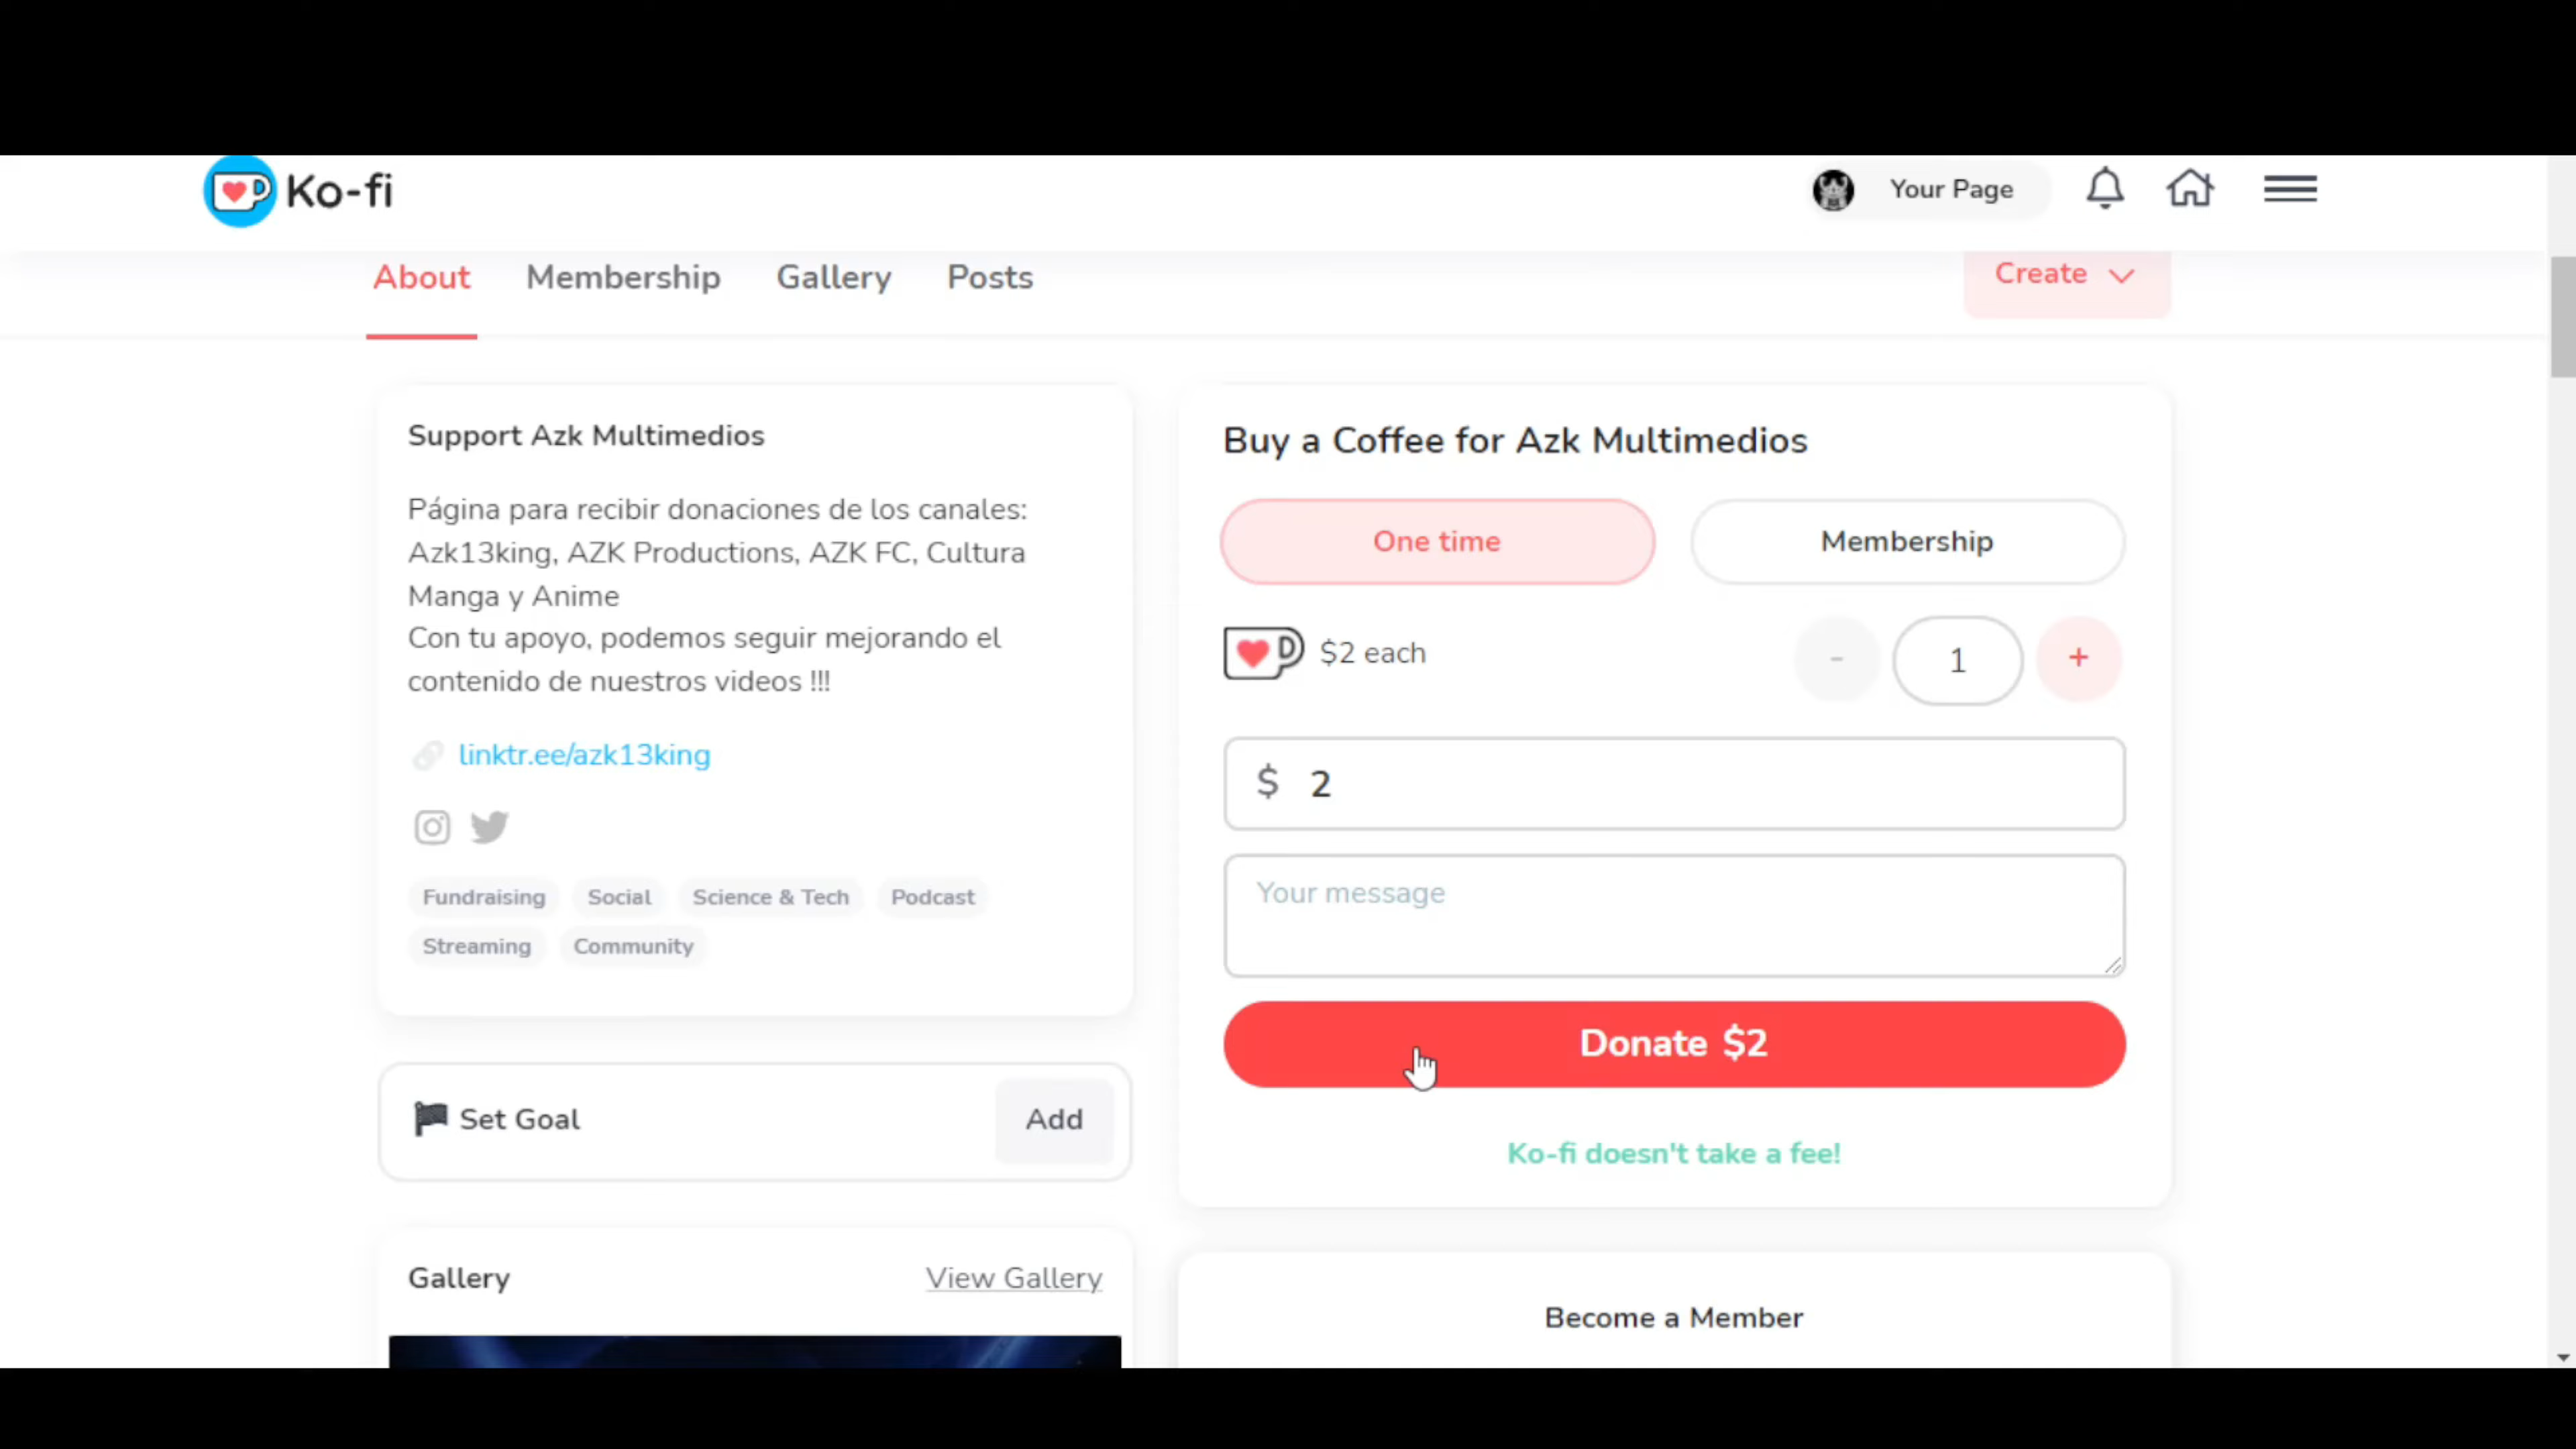 Ko-fi
Your Page
About
Membership
Gallery
Posts
Create
Support Azk Multimedios
Página para recibir donaciones de los canales:
Azk13king, AZK Productions, AZK FC, Cultura
Manga y Anime
Con tu apoyo, podemos seguir mejorando el
contenido de nuestros videos !!!
linktr.ee/azk13king
Fundraising
Social
Science & Tech
Podcast
Streaming
Community
Set Goal
Add
Gallery
View Gallery
Buy a Coffee for Azk Multimedios
One time
Membership
$2 each
-
1
+
$ 2
Your message
Donate $2
Ko-fi doesn't take a fee!
Become a Member